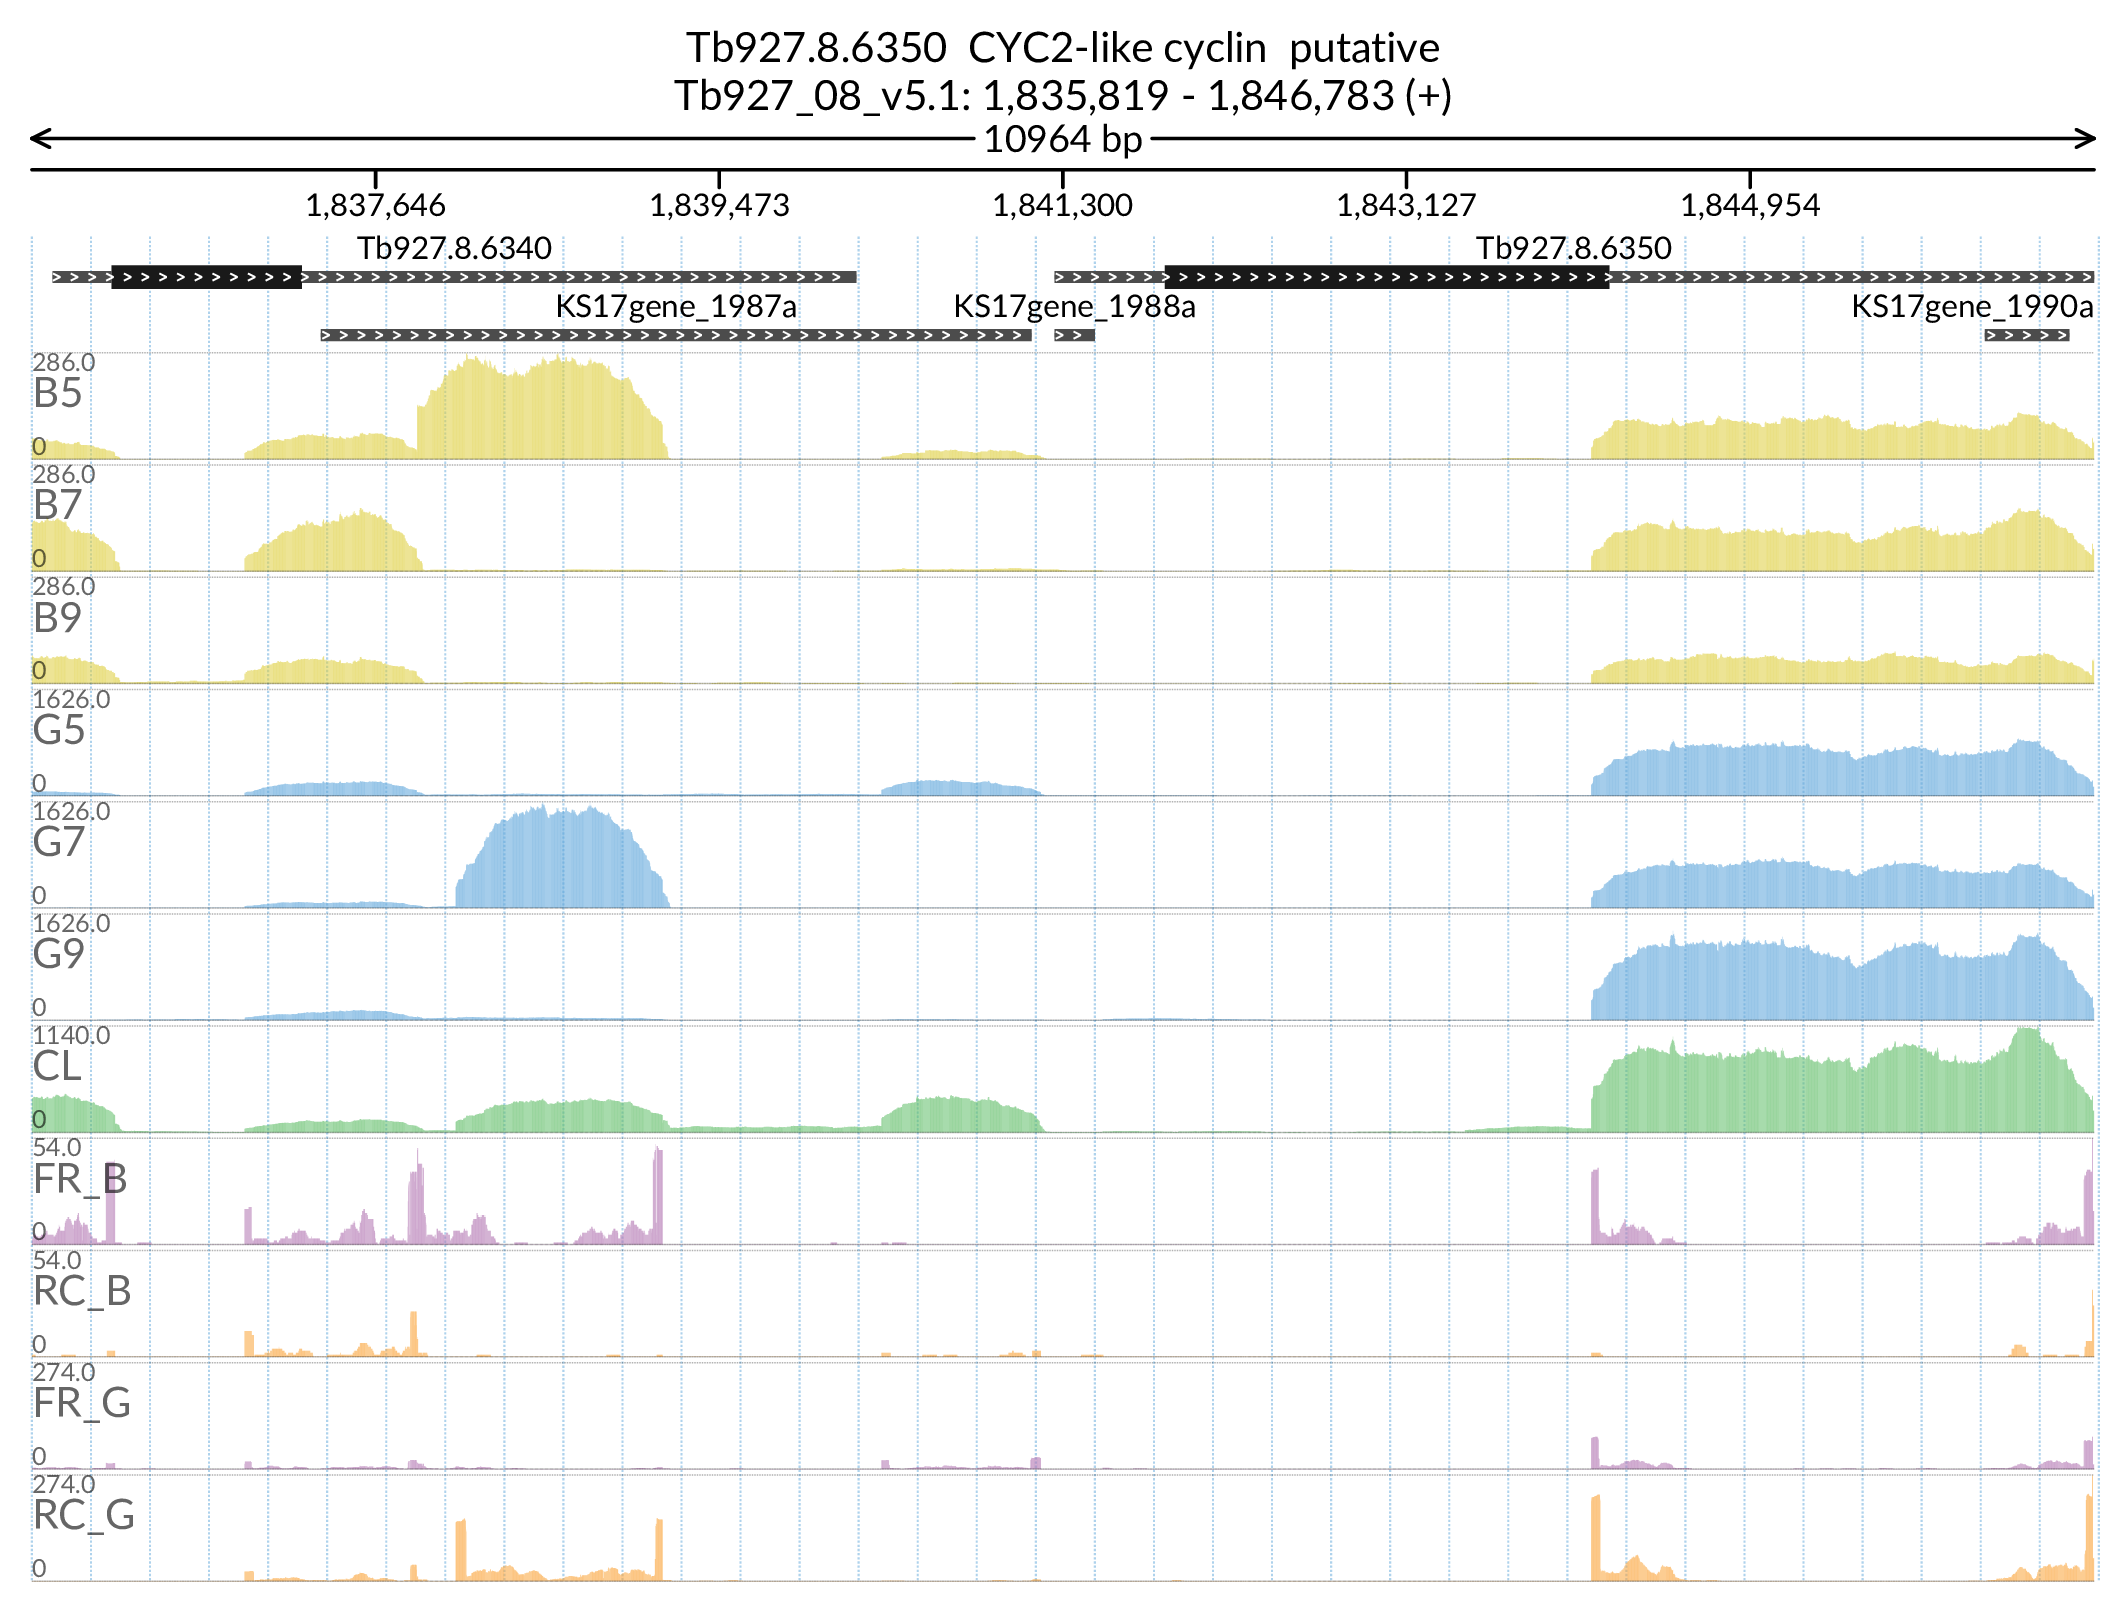 Tb927.8.6350  CYC2-like cyclin  putative
Tb927_08_v5.1: 1,835,819 - 1,846,783 (+)
10964 bp
1,837,646 1,839,473 1,841,300 1,843,127 1,844,954
Tb927.8.6340 Tb927.8.6350
KS17gene_1987a KS17gene_1988a KS17gene_1990a
286.0
B5
0
286.0
B7
0
286.0
B9
0
1626.0
G5
0
1626.0
G7
0
1626.0
G9
0
1140.0
CL
0
54.0
FR_B
0
54.0
RC_B
0
274.0
FR_G
0
274.0
RC_G
0